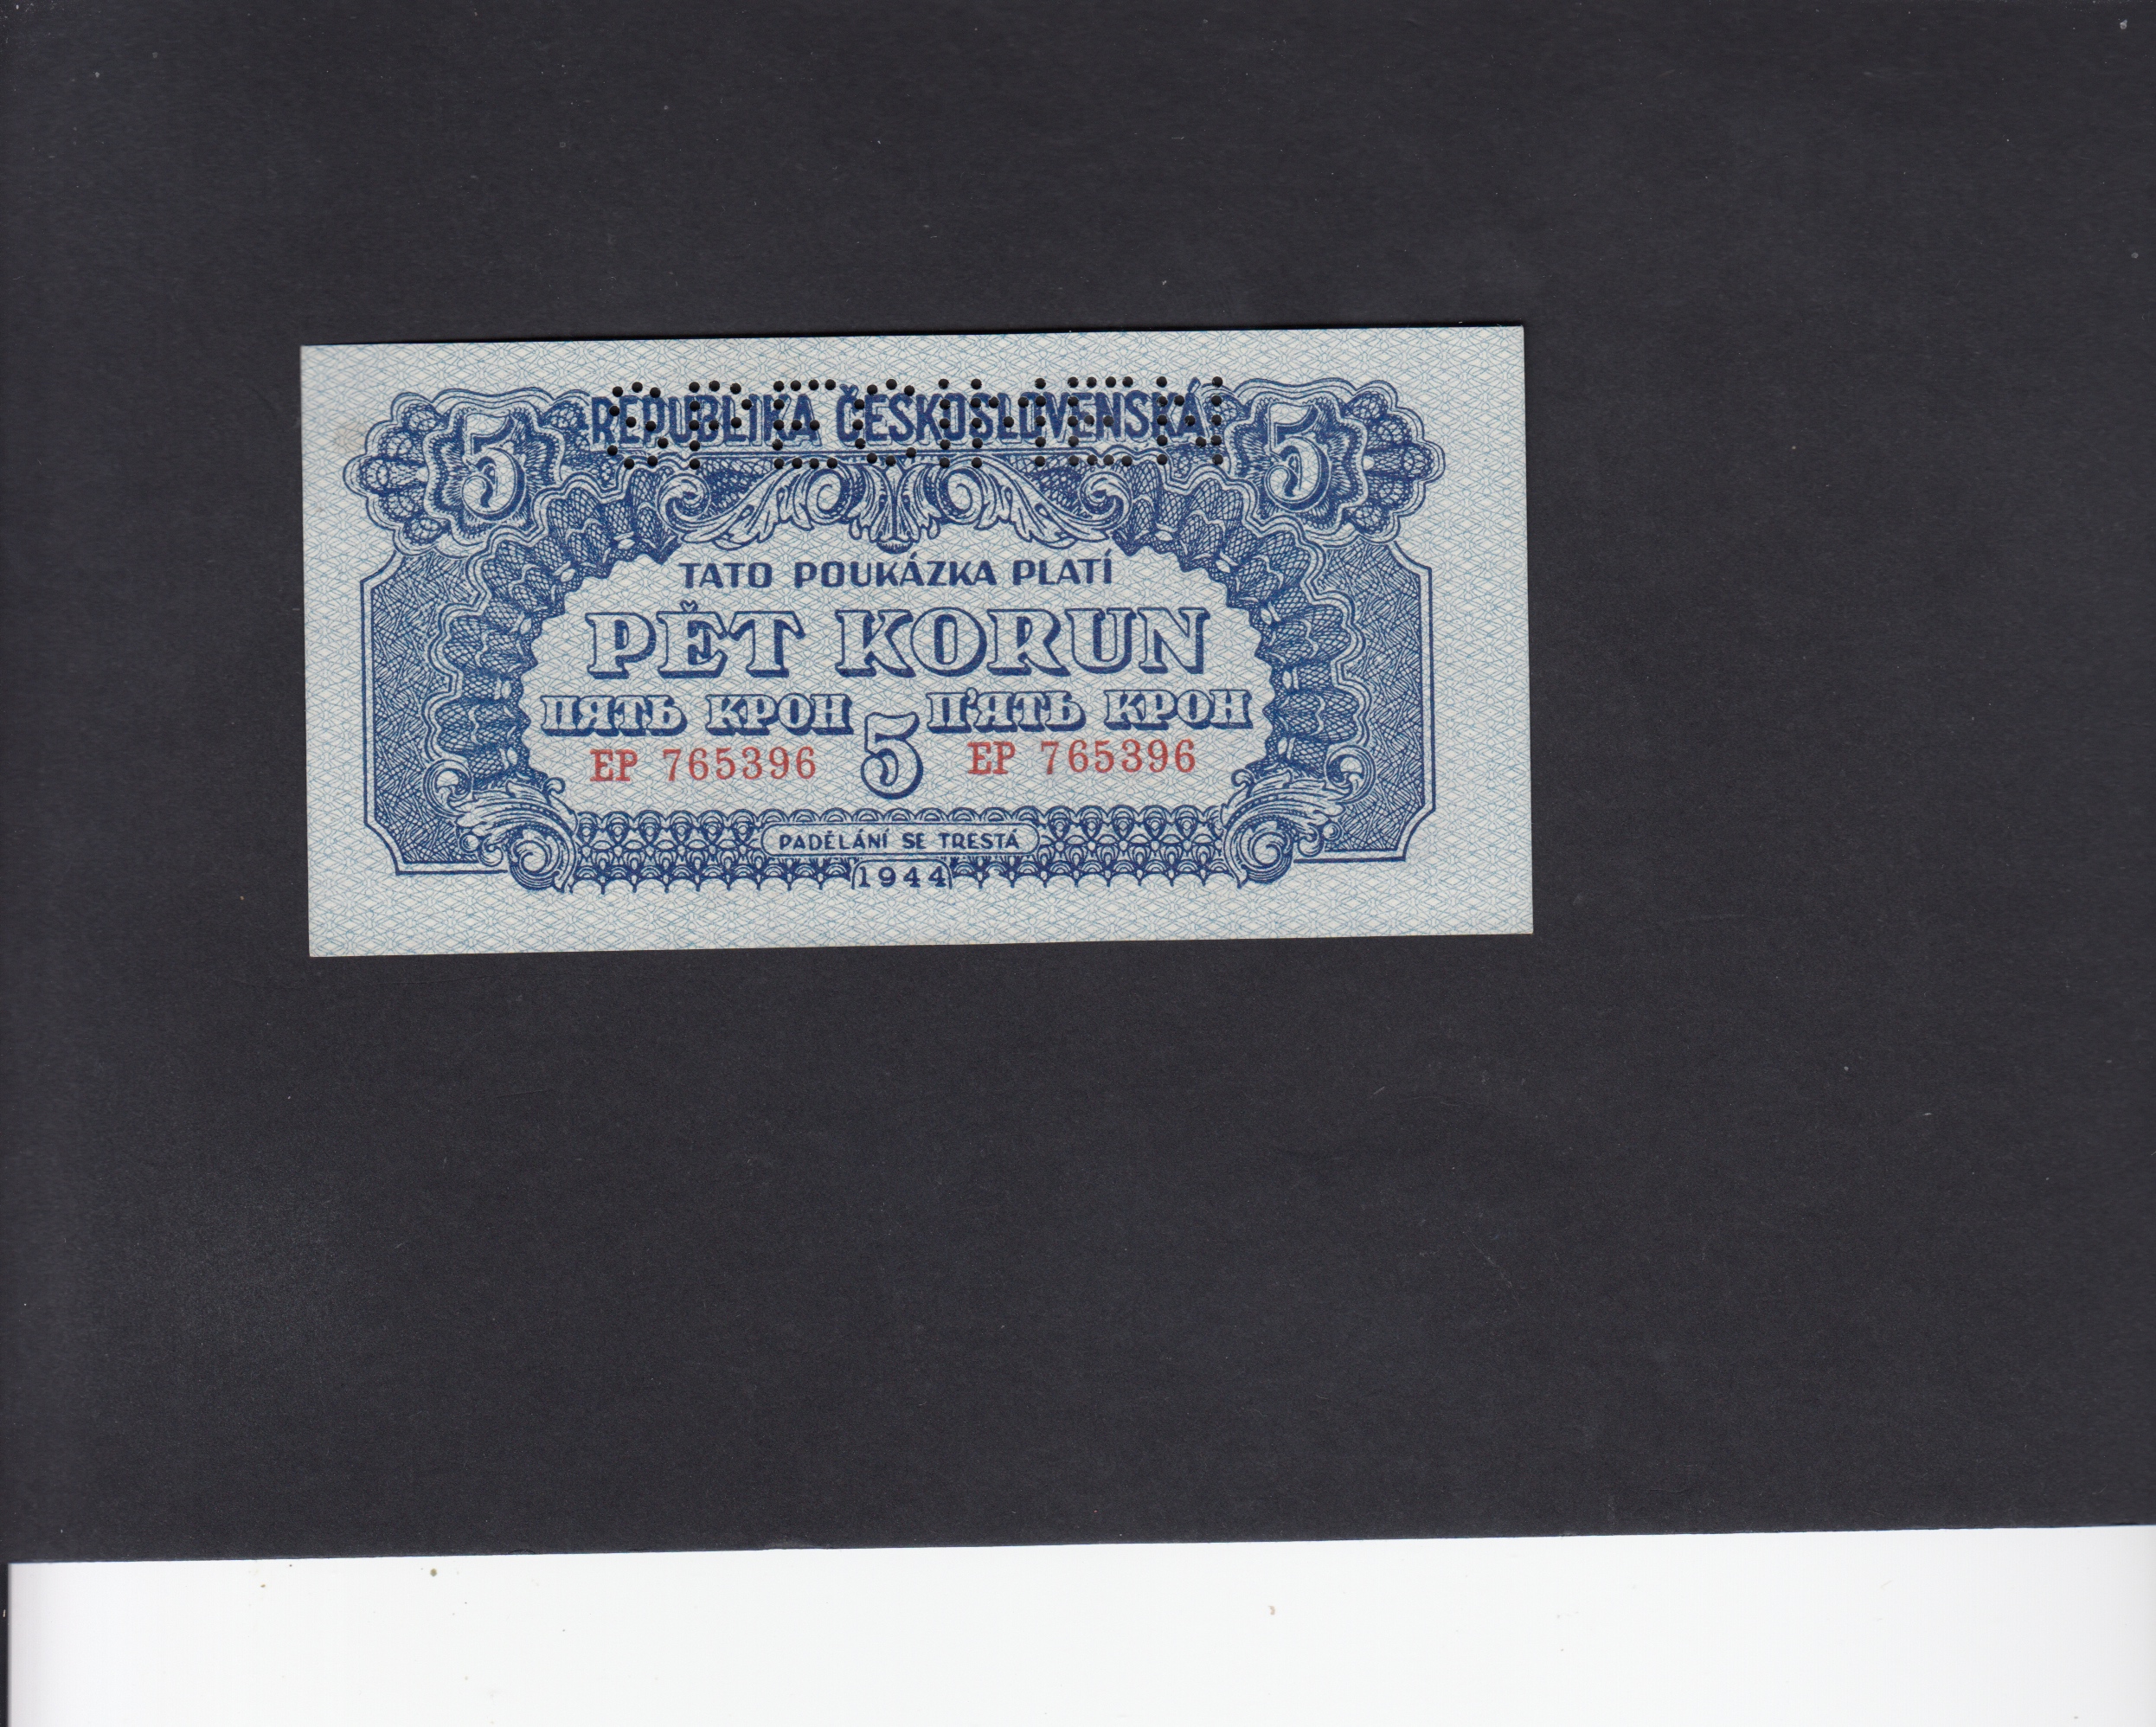 SPECIMEN
5 REPUBLIKA ČESKOSLOVENSKÁ 5
TATO POUKÁZKA PLATÍ
PĚT KORUN
ПЯТЬ КРОН П'ЯТЬ КРОН
EP 765396 5 EP 765396
PADĚLÁNÍ SE TRESTÁ
1944